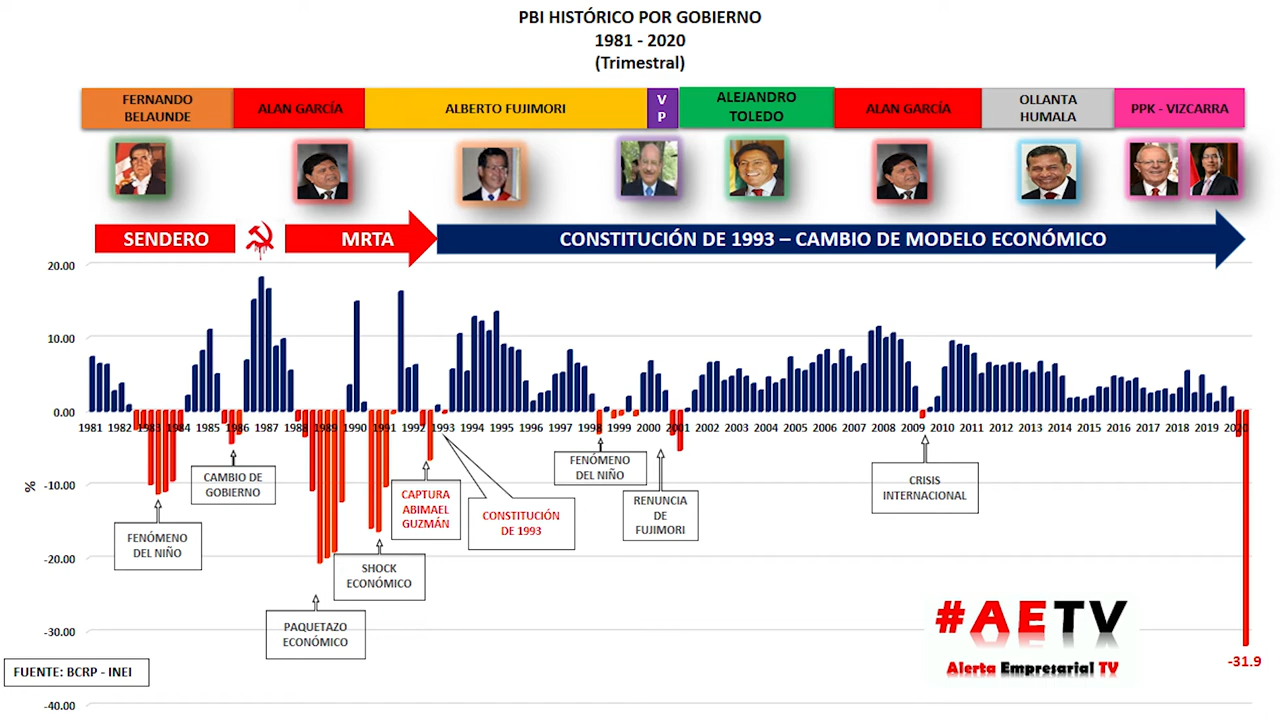 PBI HISTÓRICO POR GOBIERNO
1981 - 2020
(Trimestral)
FERNANDO
BELAUNDE
ALAN GARCÍA
ALBERTO FUJIMORI
V
P
ALEJANDRO
TOLEDO
ALAN GARCÍA
OLLANTA
HUMALA
PPK - VIZCARRA
SENDERO
MRTA
CONSTITUCIÓN DE 1993 – CAMBIO DE MODELO ECONÓMICO
20.00
10.00
0.00
1981 1982 1983 1984 1985 1986 1987 1988 1989 1990 1991 1992 1993 1994 1995 1996 1997 1998 1999 2000 2001 2002 2003 2004 2005 2006 2007 2008 2009 2010 2011 2012 2013 2014 2015 2016 2017 2018 2019 2020
%
-10.00
-20.00
-30.00
-40.00
FENÓMENO
DEL NIÑO
CAMBIO DE
GOBIERNO
PAQUETAZO
ECONÓMICO
SHOCK
ECONÓMICO
CAPTURA
ABIMAEL
GUZMÁN
CONSTITUCIÓN
DE 1993
FENÓMENO
DEL NIÑO
RENUNCIA
DE
FUJIMORI
CRISIS
INTERNACIONAL
-31.9
#AETV
Alerta Empresarial TV
FUENTE: BCRP - INEI